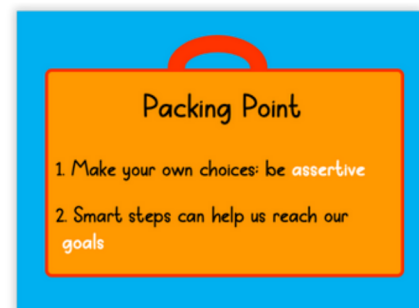 Packing Point
1. Make your own choices: be assertive
2. Smart steps can help us reach our
goals